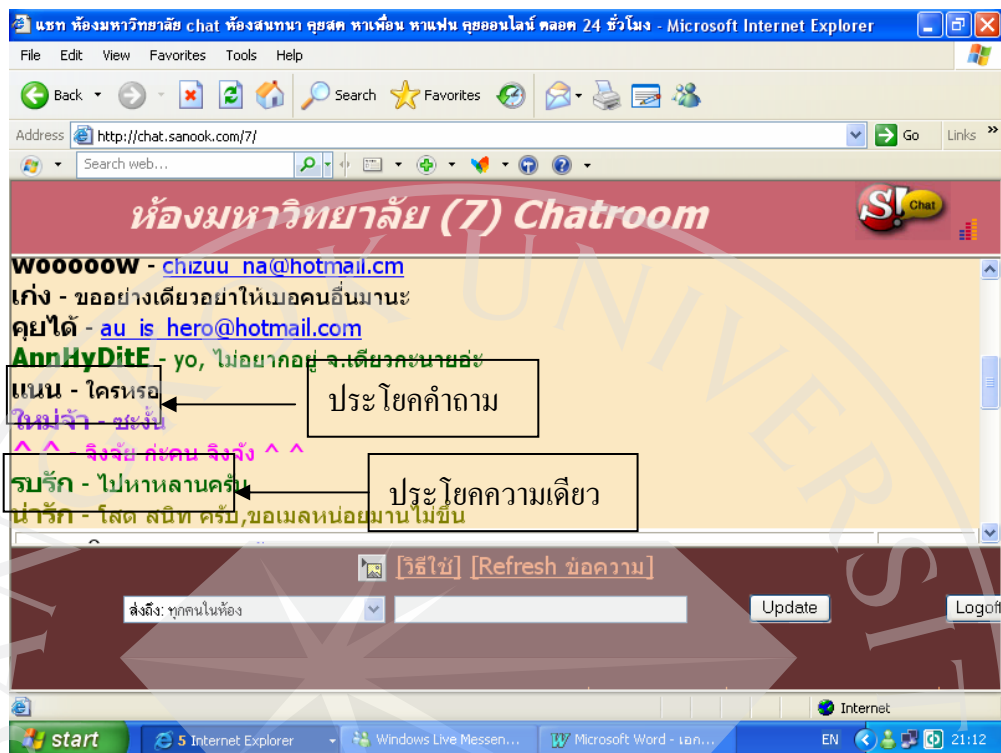 แชท ห้องมหาวิทยาลัย chat ห้องสนทนา คุยสด หาเพื่อน หาแฟน คุยออนไลน์ ตลอด 24 ชั่วโมง - Microsoft Internet Explorer
File Edit View Favorites Tools Help
Back Search Favorites
Address http://chat.sanook.com/7/ Go Links »
Search web...
ห้องมหาวิทยาลัย (7) Chatroom
S! Chat
wooooow - chizuu_na@hotmail.cm
เก่ง - ขออย่างเดียวอย่าให้เบอคนอื่นมานะ
คุยได้ - au_is_hero@hotmail.com
AnnHyDitE - yo, ไม่อยากอยู่ จ.เดียวกะนายอ่ะ
แนน - ใครหรอ
ประโยคคำถาม
ใหม่จ้า - ซะงั้น
^ ^ - จิงจัย ก่ะคน จิงจัง ^ ^
รบรัก - ไปหาหลานครับ
ประโยคความเดียว
น่ารัก - โสด สนิท ครับ,ขอเมลหน่อยมานไม่ขึ้น
[วิธีใช้] [Refresh ข้อความ]
ส่งถึง: ทุกคนในห้อง Update Logoff
Internet
start 5 Internet Explorer Windows Live Messen... Microsoft Word - เอก... EN 21:12